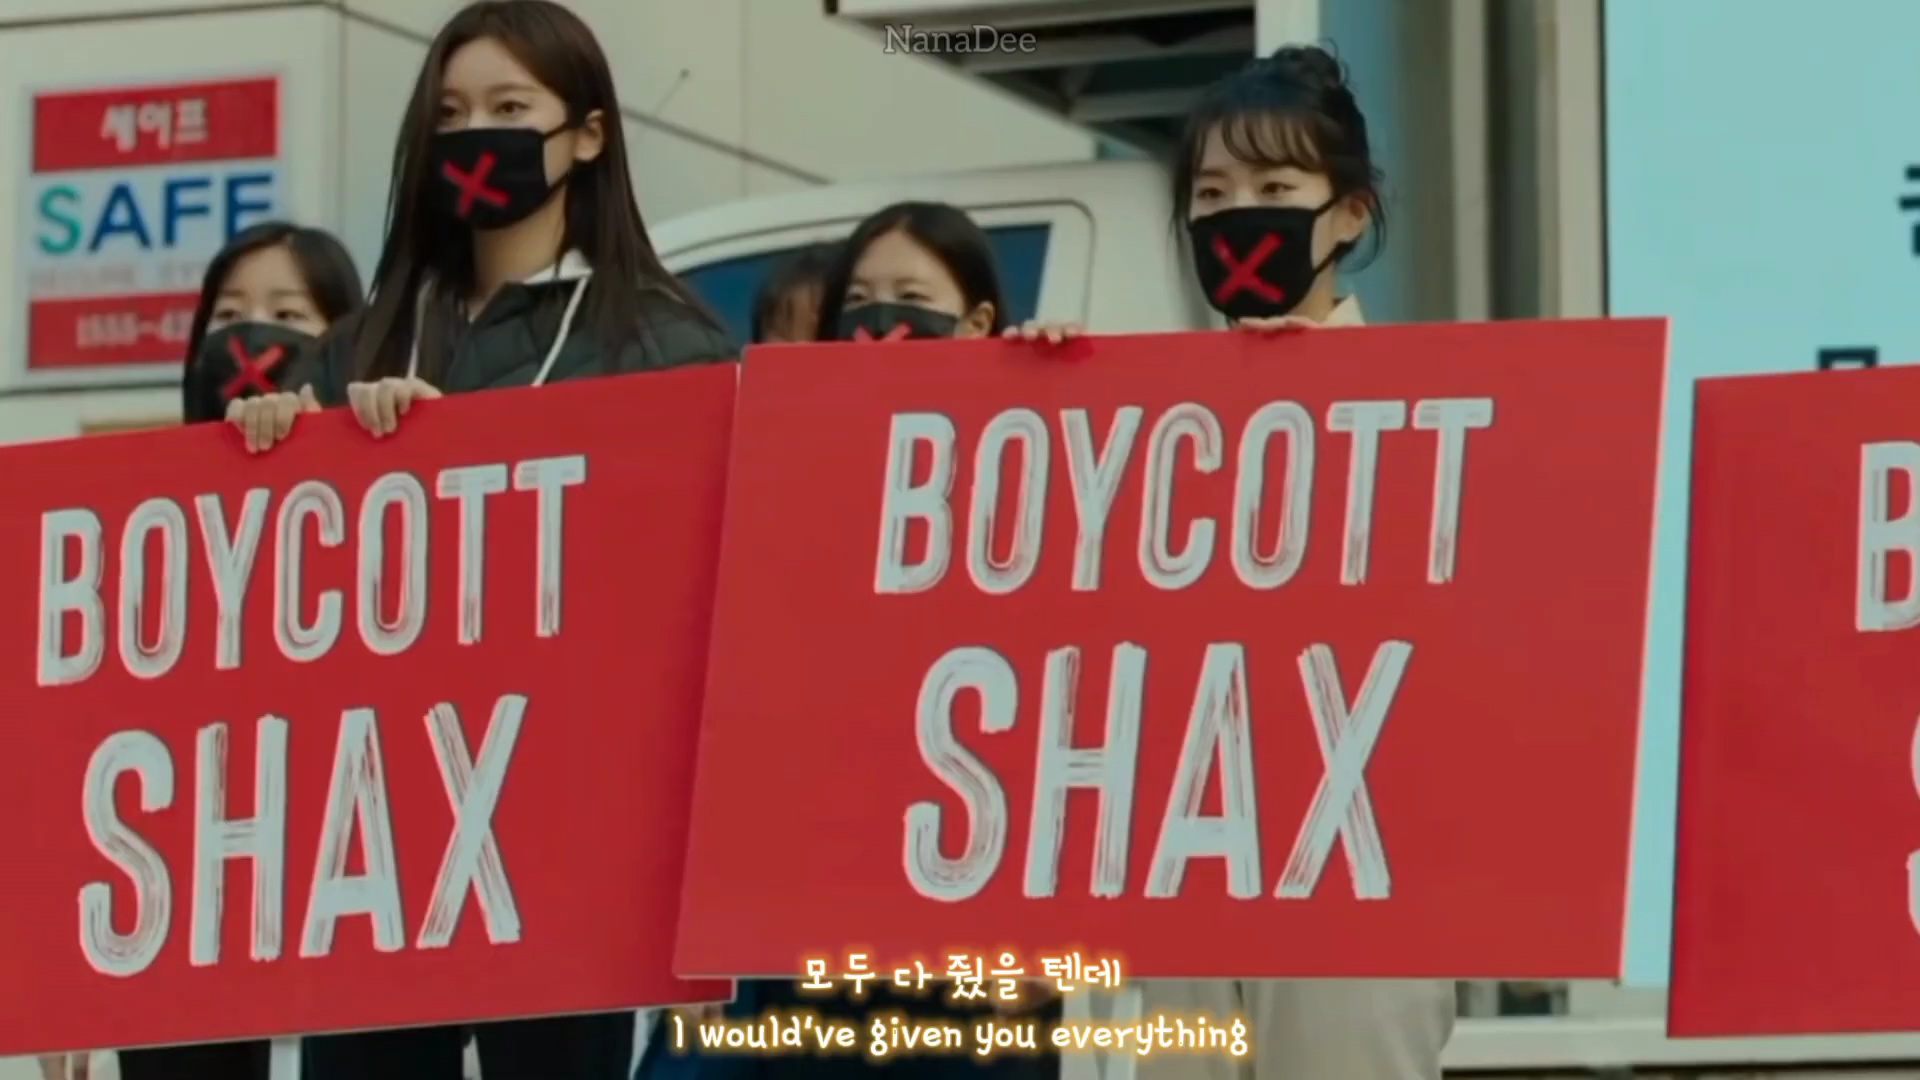 NanaDee
세이프
SAFE
BOYCOTT
SHAX
BOYCOTT
SHAX
모두 다 줬을 텐데
I would've given you everything